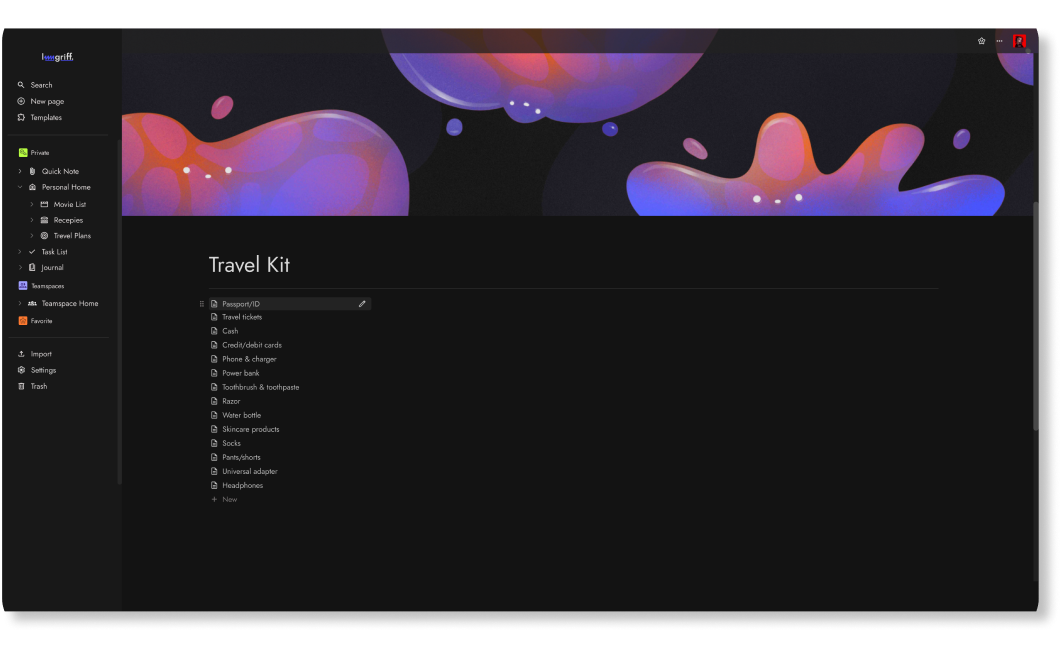 griff.
Search
New page
Templates
Private
Quick Note
Personal Home
Movie List
Recepies
Trevel Plans
Task List
Journal
Teamspaces
Teamspace Home
Favorite
Import
Settings
Trash
Travel Kit
Passport/ID
Travel tickets
Cash
Credit/debit cards
Phone & charger
Power bank
Toothbrush & toothpaste
Razor
Water bottle
Skincare products
Socks
Pants/shorts
Universal adapter
Headphones
+ New